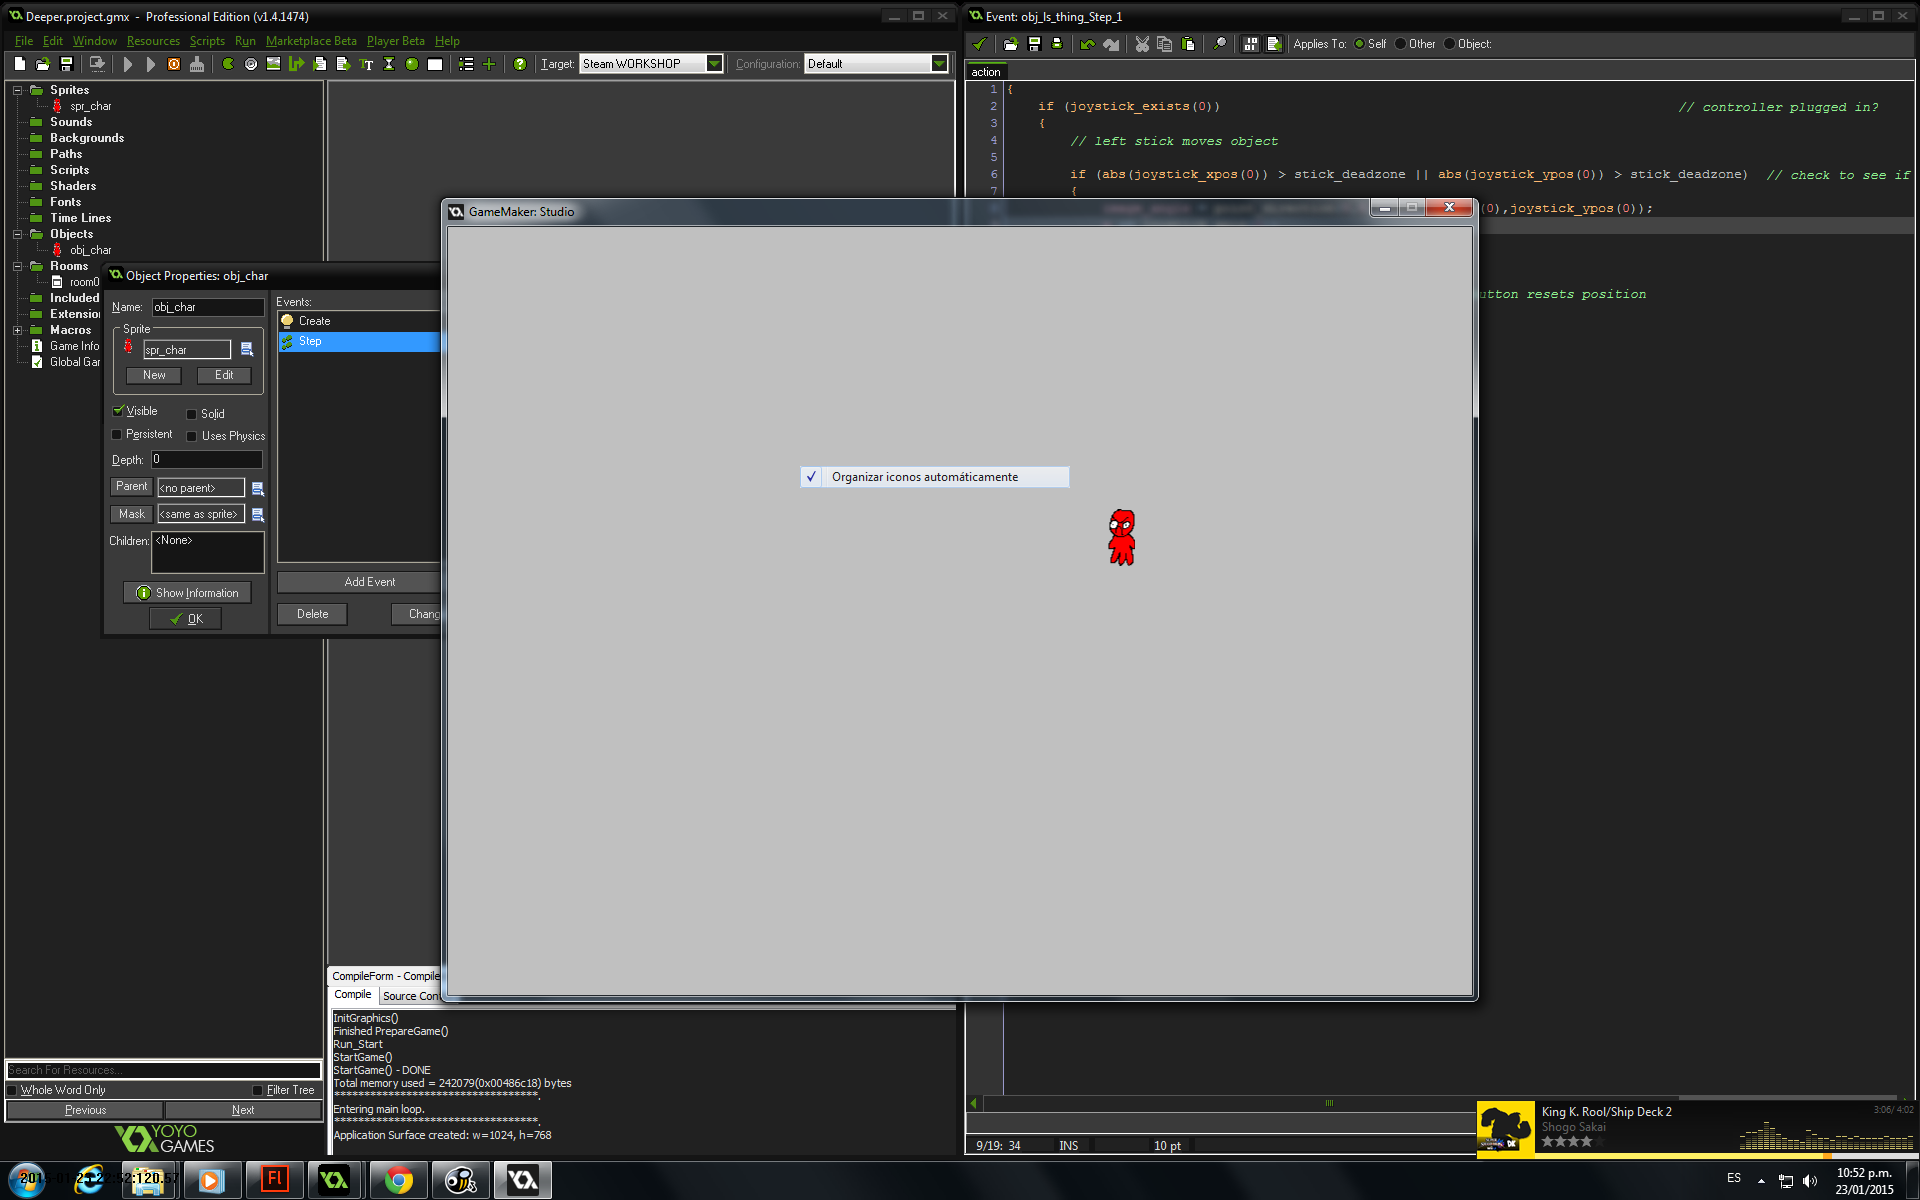 Deeper.project.gmx - Professional Edition (v1.4.1474)
File Edit Window Resources Scripts Run Marketplace Beta Player Beta Help
Target: Steam WORKSHOP Configuration: Default
Sprites
spr_char
Sounds
Backgrounds
Paths
Scripts
Shaders
Fonts
Time Lines
Objects
obj_char
Rooms
room0
Included
Extension
Macros
Game Info
Global Gar
Object Properties: obj_char
Name: obj_char
Sprite
spr_char
New Edit
Visible Solid
Persistent Uses Physics
Depth: 0
Parent <no parent>
Mask <same as sprite>
Children: <None>
Show Information
OK
Events:
Create
Step
Add Event
Delete Chang
GameMaker: Studio
Organizar iconos automáticamente
Event: obj_ls_thing_Step_1
Applies To: Self Other Object:
action
1 {
2 if (joystick_exists(0)) // controller plugged in?
3 {
4 // left stick moves object
5
6 if (abs(joystick_xpos(0)) > stick_deadzone || abs(joystick_ypos(0)) > stick_deadzone) // check to see if
7 {
(0),joystick_ypos(0));
utton resets position
CompileForm - Compile
Compile Source Con
InitGraphics()
Finished PrepareGame()
Run_Start
StartGame()
StartGame() - DONE
Total memory used = 242079(0x00486c18) bytes
***********************************.
Entering main loop.
***********************************.
Application Surface created: w=1024, h=768
Search For Resources...
Whole Word Only Filter Tree
Previous Next
YOYO
GAMES
9/19: 34 INS 10 pt
King K. Rool/Ship Deck 2
Shogo Sakai
3:06/ 4:02
Fl
ES
10:52 p.m.
23/01/2015